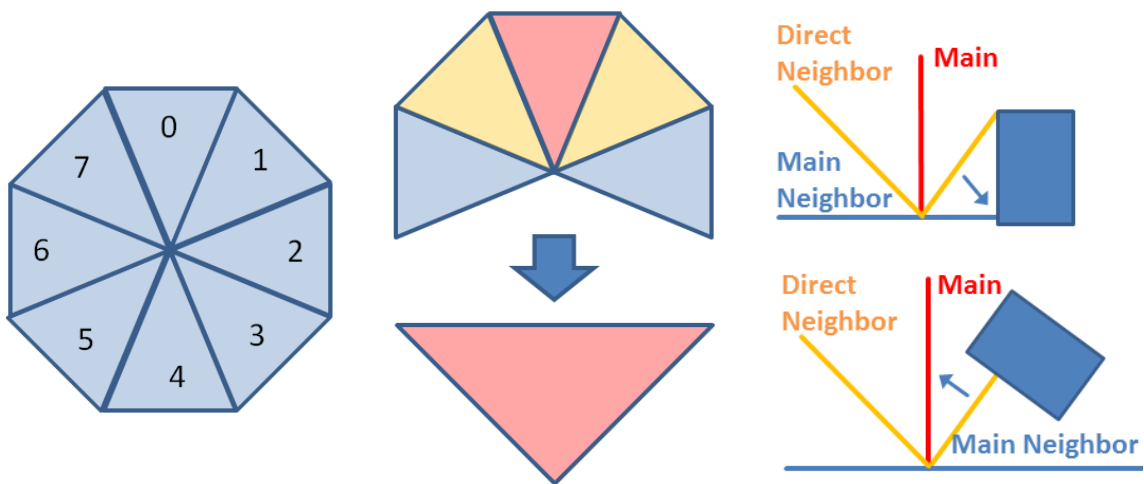 0
1
2
3
4
5
6
7
Direct
Neighbor
Main
Main
Neighbor
Direct
Neighbor
Main
Main Neighbor